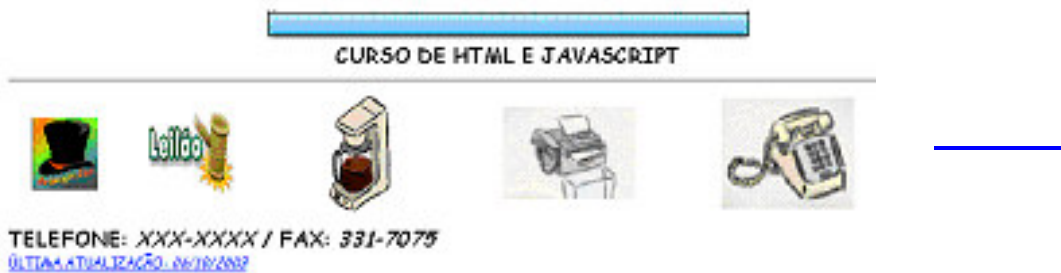 CURSO DE HTML E JAVASCRIPT
Leilão
TELEFONE: XXX-XXXX / FAX: 331-7075
ÚLTIMA ATUALIZAÇÃO: